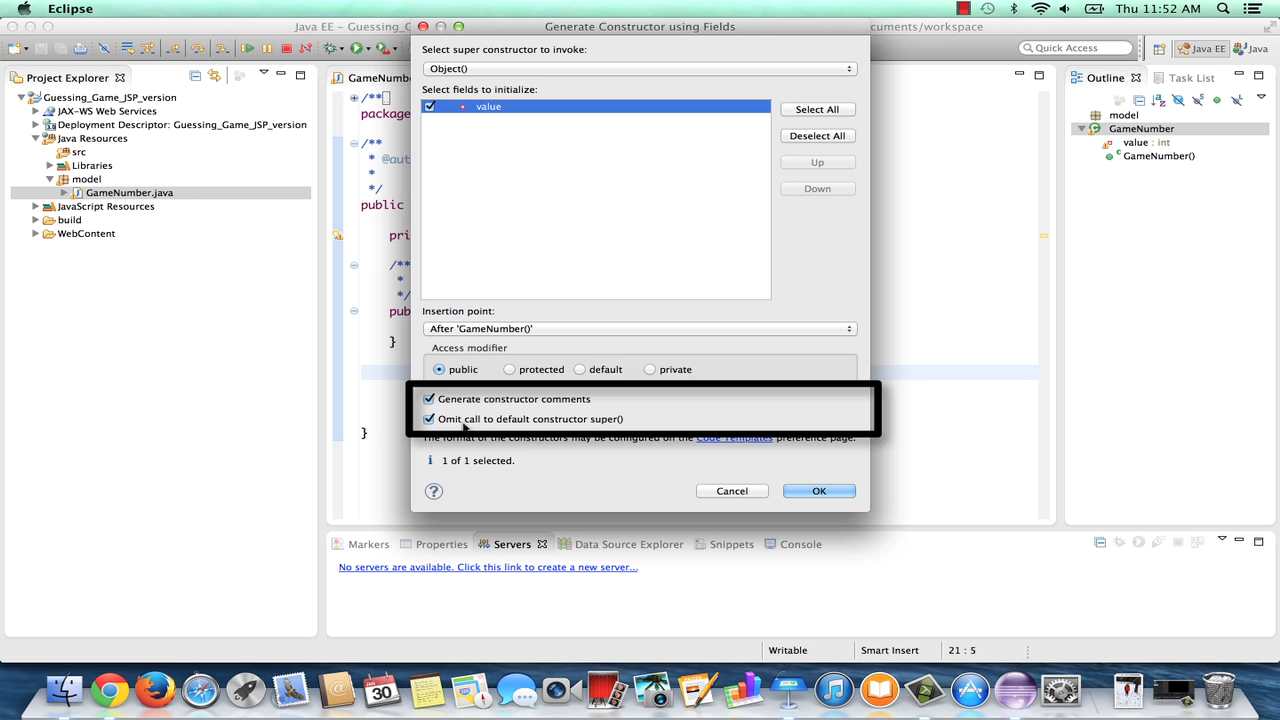 Eclipse
Thu 11:52 AM
Java EE - Guessing_G
Generate Constructor using Fields
ocuments/workspace
Quick Access
Java EE
Java
Project Explorer
Guessing_Game_JSP_version
JAX-WS Web Services
Deployment Descriptor: Guessing_Game_JSP_version
Java Resources
src
Libraries
model
GameNumber.java
JavaScript Resources
build
WebContent
GameNumb
/**
package
/**
* @aut
*
*/
public
pri
/**
*
*/
pub
}
}
Select super constructor to invoke:
Object()
Select fields to initialize:
value
Select All
Deselect All
Up
Down
Insertion point:
After 'GameNumber()'
Access modifier
public
protected
default
private
Generate constructor comments
Omit call to default constructor super()
The format of the constructors may be configured on the Code Templates preference page.
i 1 of 1 selected.
?
Cancel
OK
Outline
Task List
model
GameNumber
value : int
GameNumber()
Markers
Properties
Servers
Data Source Explorer
Snippets
Console
No servers are available. Click this link to create a new server...
Writable
Smart Insert
21 : 5
JAN
30